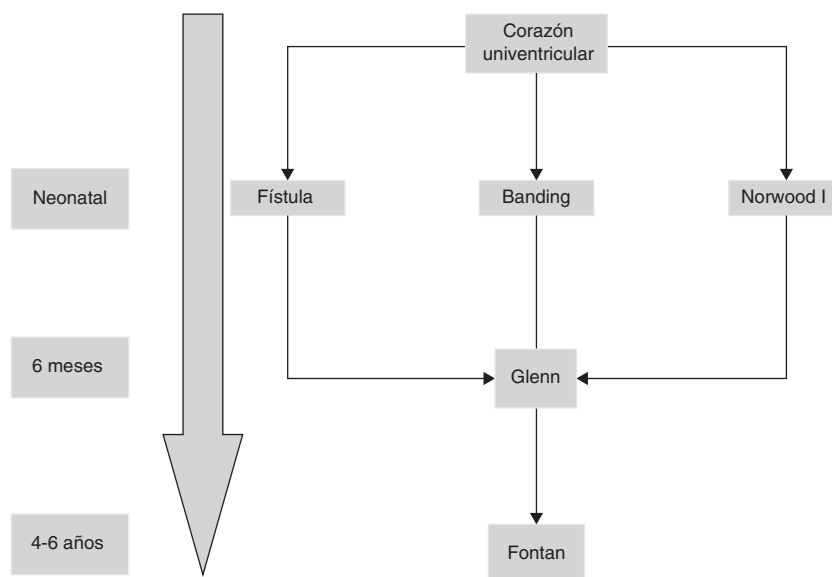 Corazón
univentricular
Neonatal
Fístula
Banding
Norwood I
6 meses
Glenn
4-6 años
Fontan